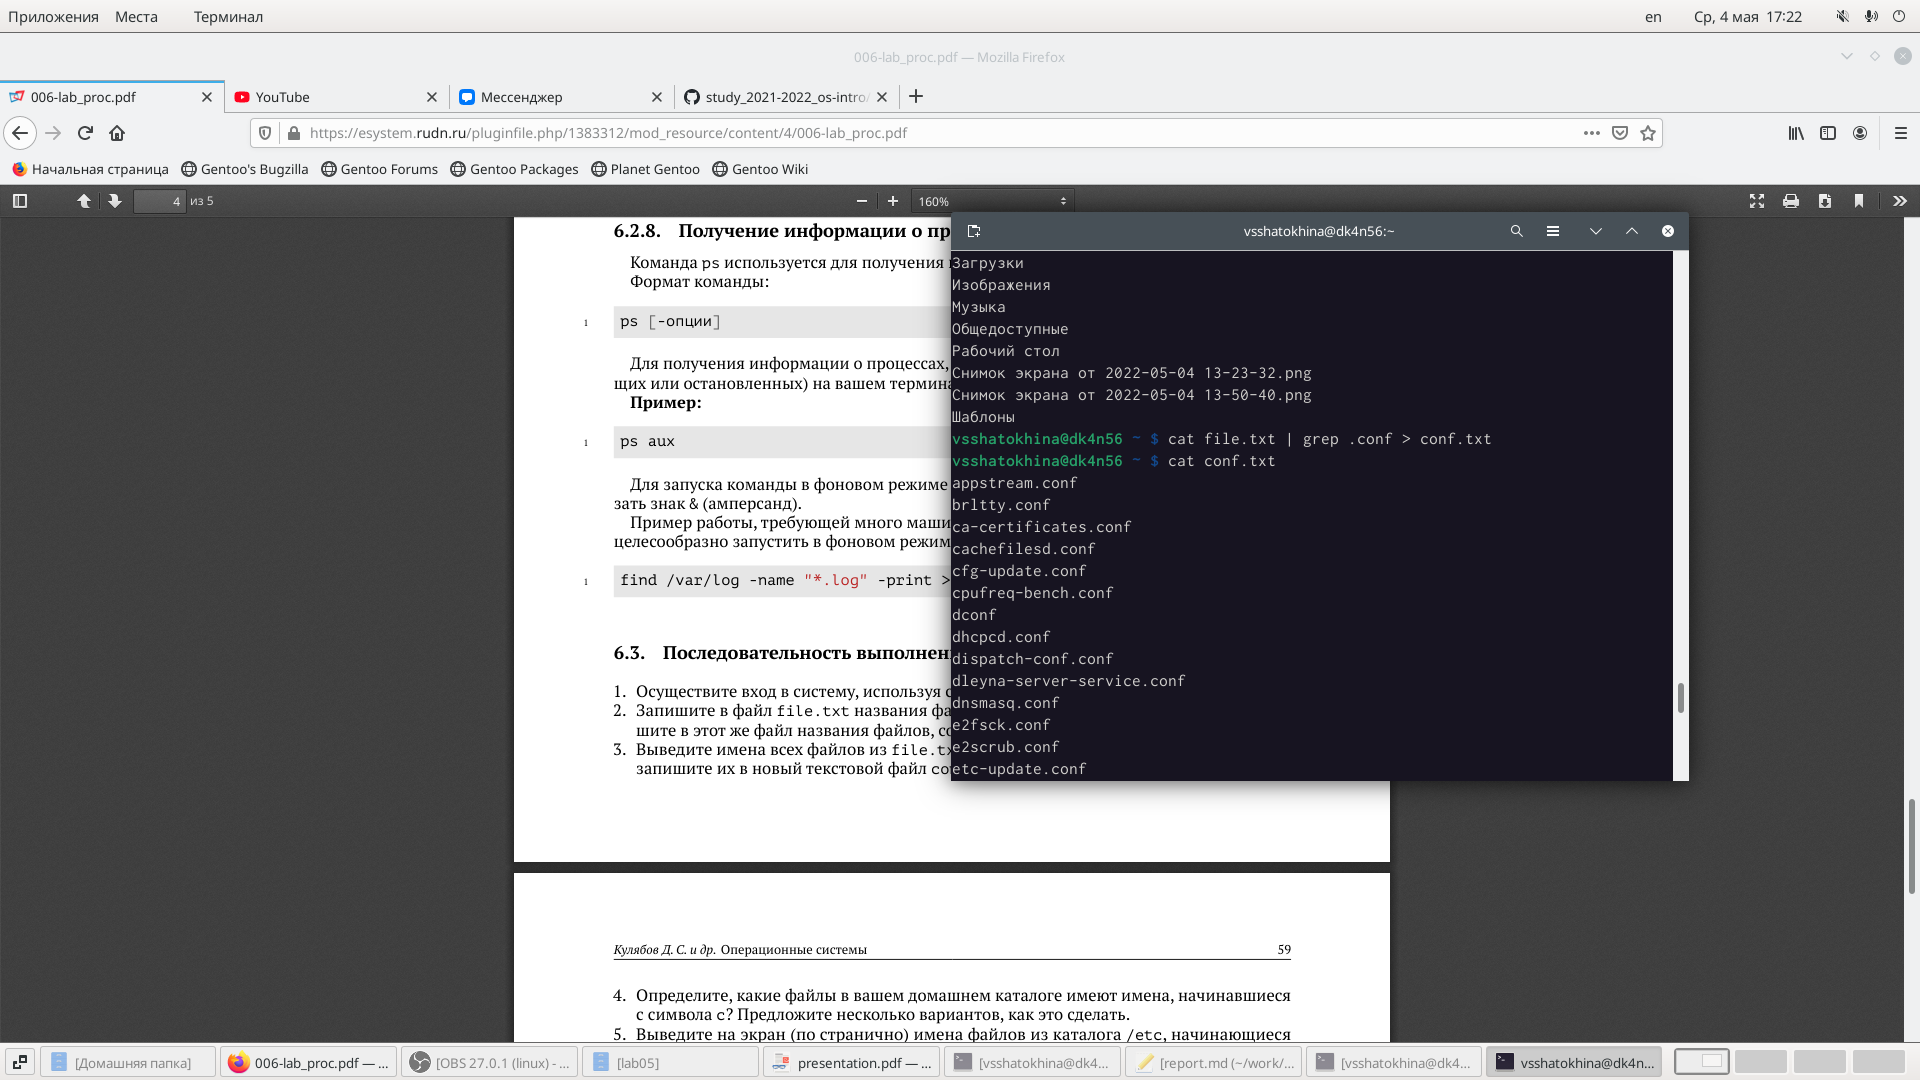 Приложения Места Терминал en Ср, 4 мая 17:22
006-lab_proc.pdf — Mozilla Firefox
006-lab_proc.pdf YouTube Мессенджер study_2021-2022_os-intro/
https://esystem.rudn.ru/pluginfile.php/1383312/mod_resource/content/4/006-lab_proc.pdf
Начальная страница Gentoo's Bugzilla Gentoo Forums Gentoo Packages Planet Gentoo Gentoo Wiki
4 из 5 160%
6.2.8. Получение информации о пр
Команда ps используется для получения
Формат команды:
1 ps [-опции]
Для получения информации о процессах,
щих или остановленных) на вашем термина
Пример:
1 ps aux
Для запуска команды в фоновом режиме
зать знак & (амперсанд).
Пример работы, требующей много маши
целесообразно запустить в фоновом режим
1 find /var/log -name "*.log" -print >
6.3. Последовательность выполнен
1. Осуществите вход в систему, используя с
2. Запишите в файл file.txt названия фа
шите в этот же файл названия файлов, со
3. Выведите имена всех файлов из file.tx
запишите их в новый текстовой файл co
vsshatokhina@dk4n56:~
Загрузки
Изображения
Музыка
Общедоступные
Рабочий стол
Снимок экрана от 2022-05-04 13-23-32.png
Снимок экрана от 2022-05-04 13-50-40.png
Шаблоны
vsshatokhina@dk4n56 ~ $ cat file.txt | grep .conf > conf.txt
vsshatokhina@dk4n56 ~ $ cat conf.txt
appstream.conf
brltty.conf
ca-certificates.conf
cachefilesd.conf
cfg-update.conf
cpufreq-bench.conf
dconf
dhcpcd.conf
dispatch-conf.conf
dleyna-server-service.conf
dnsmasq.conf
e2fsck.conf
e2scrub.conf
etc-update.conf
Кулябов Д. С. и др. Операционные системы 59
4. Определите, какие файлы в вашем домашнем каталоге имеют имена, начинавшиеся
с символа c? Предложите несколько вариантов, как это сделать.
5. Выведите на экран (по странично) имена файлов из каталога /etc, начинающиеся
[Домашняя папка] 006-lab_proc.pdf — ... [OBS 27.0.1 (linux) - ... [lab05] presentation.pdf — ... [vsshatokhina@dk4... [report.md (~/work/... [vsshatokhina@dk4... vsshatokhina@dk4n...